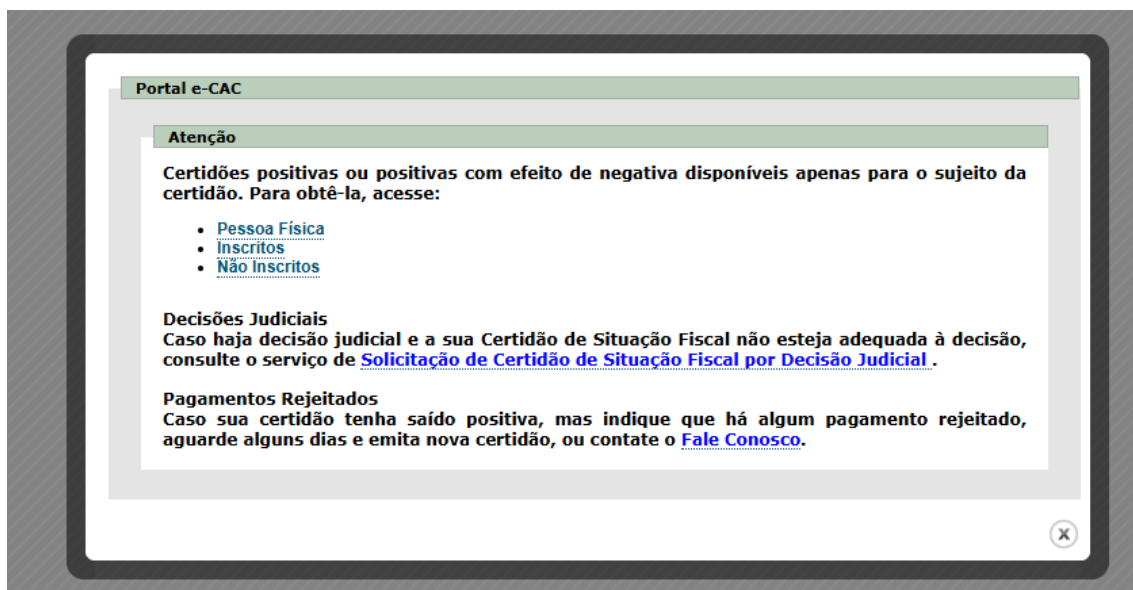 Portal e-CAC
Atenção
Certidões positivas ou positivas com efeito de negativa disponíveis apenas para o sujeito da
certidão. Para obtê-la, acesse:
Pessoa Física
Inscritos
Não Inscritos
Decisões Judiciais
Caso haja decisão judicial e a sua Certidão de Situação Fiscal não esteja adequada à decisão,
consulte o serviço de Solicitação de Certidão de Situação Fiscal por Decisão Judicial .
Pagamentos Rejeitados
Caso sua certidão tenha saído positiva, mas indique que há algum pagamento rejeitado,
aguarde alguns dias e emita nova certidão, ou contate o Fale Conosco.